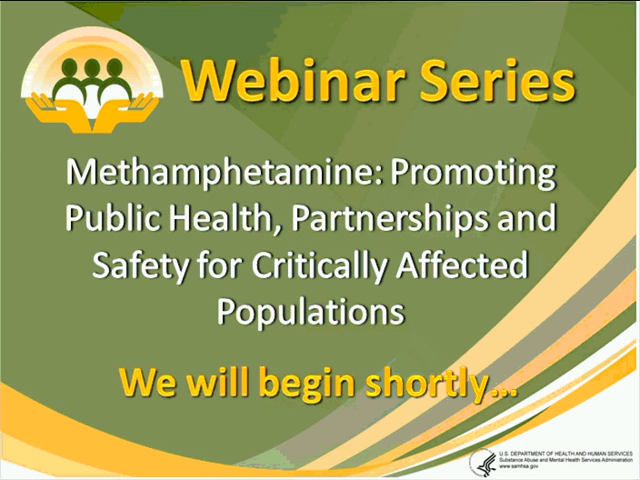 Webinar Series
Methamphetamine: Promoting
Public Health, Partnerships and
Safety for Critically Affected
Populations
We will begin shortly...
U.S. DEPARTMENT OF HEALTH AND HUMAN SERVICES
Substance Abuse and Mental Health Services Administration
www.samhsa.gov